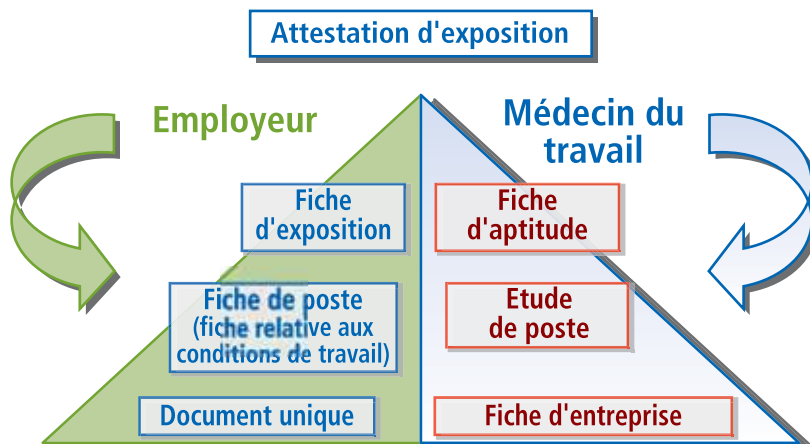 Attestation d'exposition
Employeur
Médecin du
travail
Fiche
d'exposition
Fiche
d'aptitude
Fiche de poste
(fiche relative aux
conditions de travail)
Etude
de poste
Document unique
Fiche d'entreprise